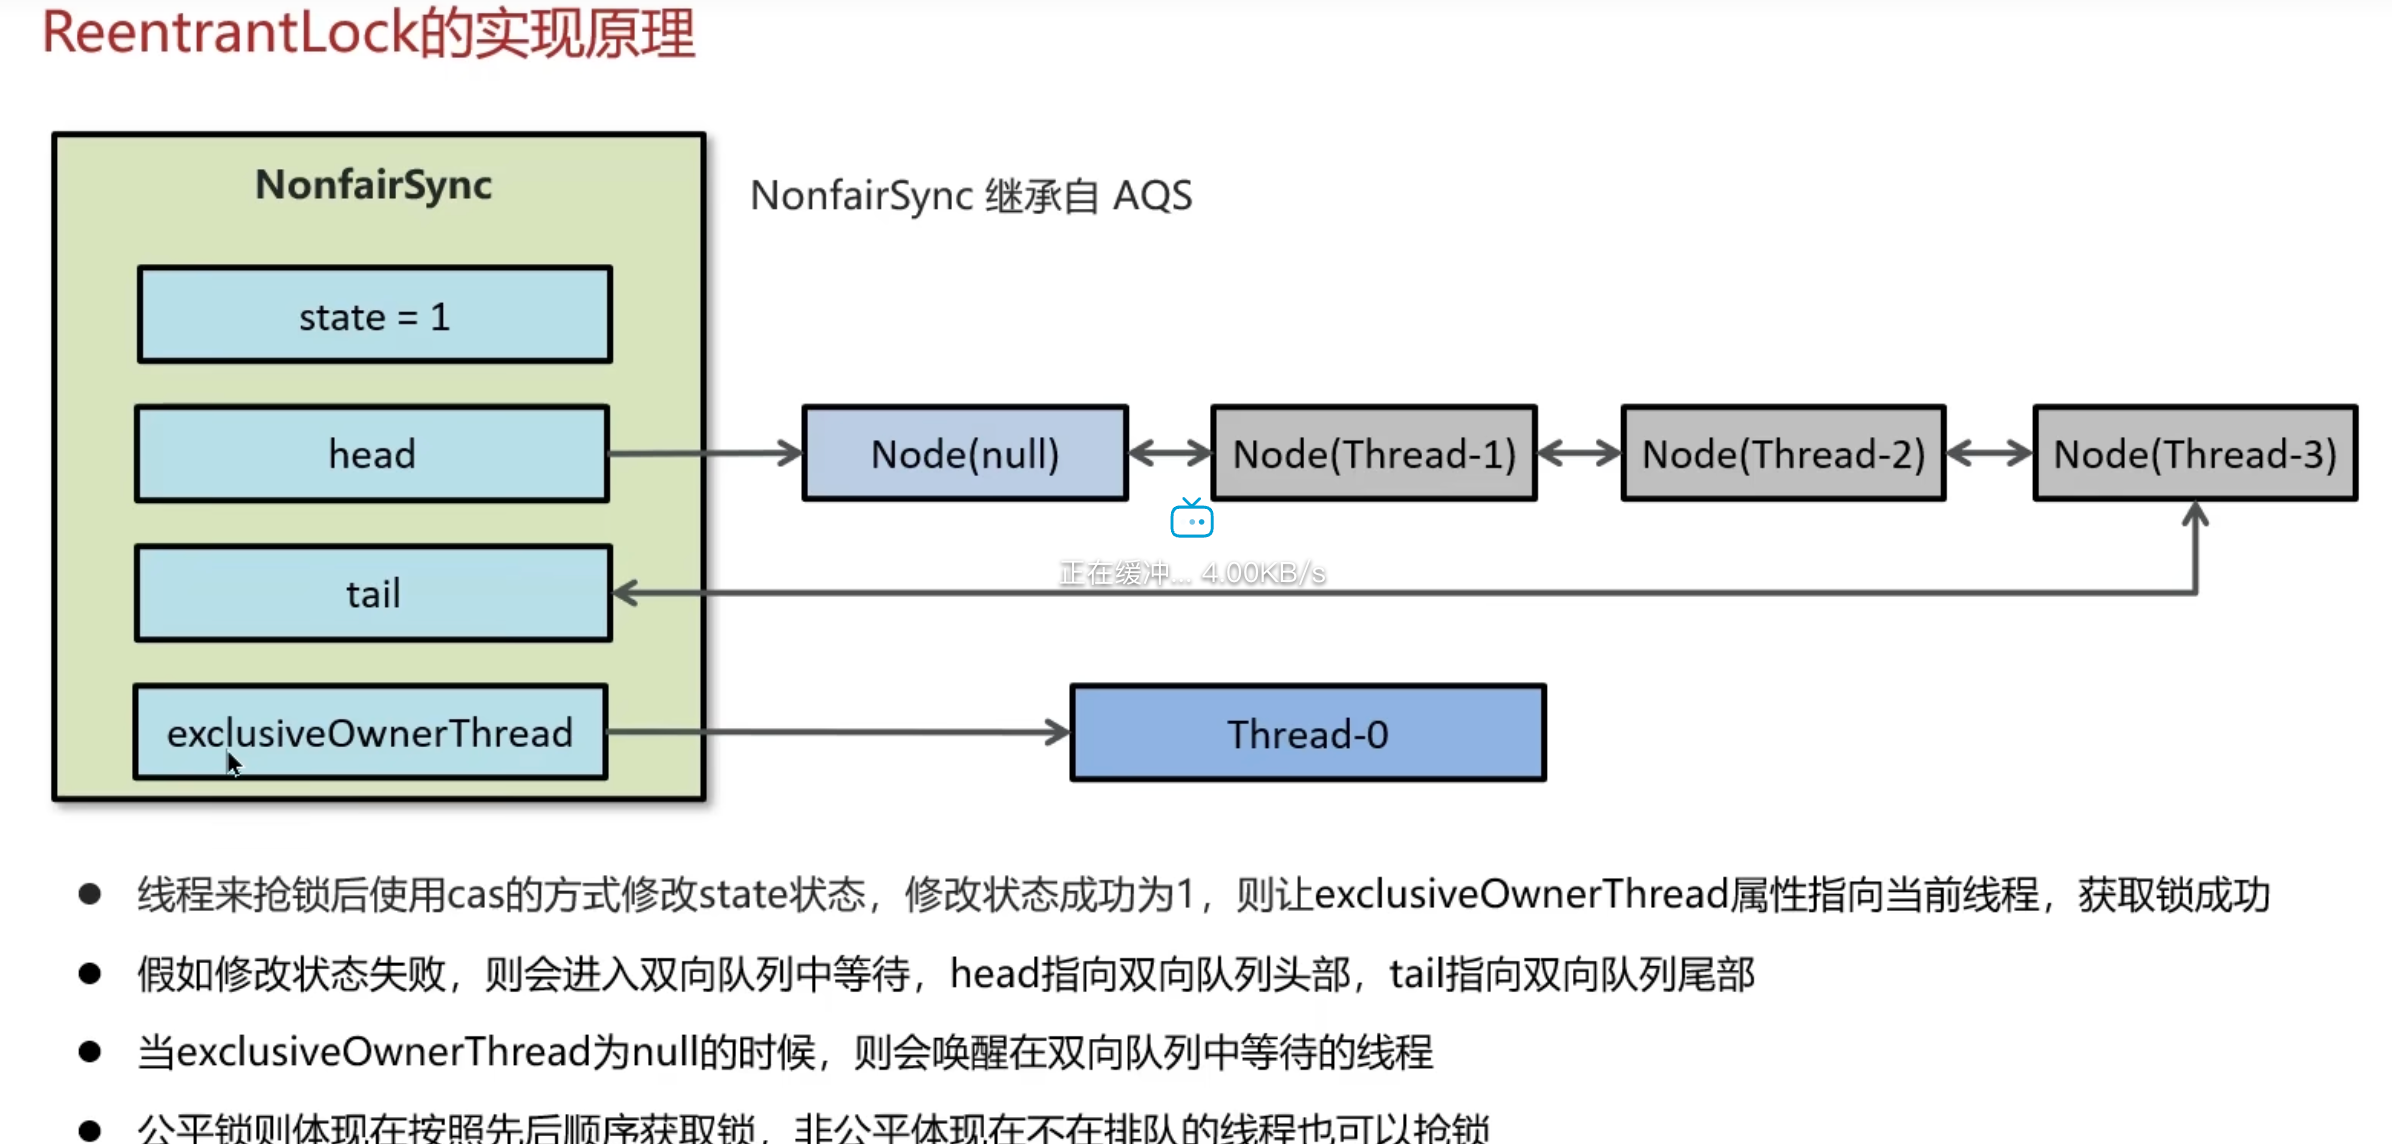 ReentrantLock的实现原理
NonfairSync
NonfairSync 继承自 AQS
state = 1
head
Node(null)
Node(Thread-1)
Node(Thread-2)
Node(Thread-3)
正在缓冲... 4.00KB/s
tail
exclusiveOwnerThread
Thread-0
● 线程来抢锁后使用cas的方式修改state状态，修改状态成功为1，则让exclusiveOwnerThread属性指向当前线程，获取锁成功
● 假如修改状态失败，则会进入双向队列中等待，head指向双向队列头部，tail指向双向队列尾部
● 当exclusiveOwnerThread为null的时候，则会唤醒在双向队列中等待的线程
● 公平锁则体现在按照先后顺序获取锁，非公平体现在不在排队的线程也可以抢锁